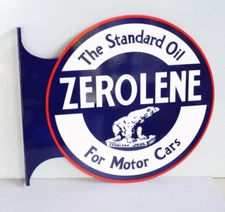 The Standard Oil
ZEROLENE
For Motor Cars